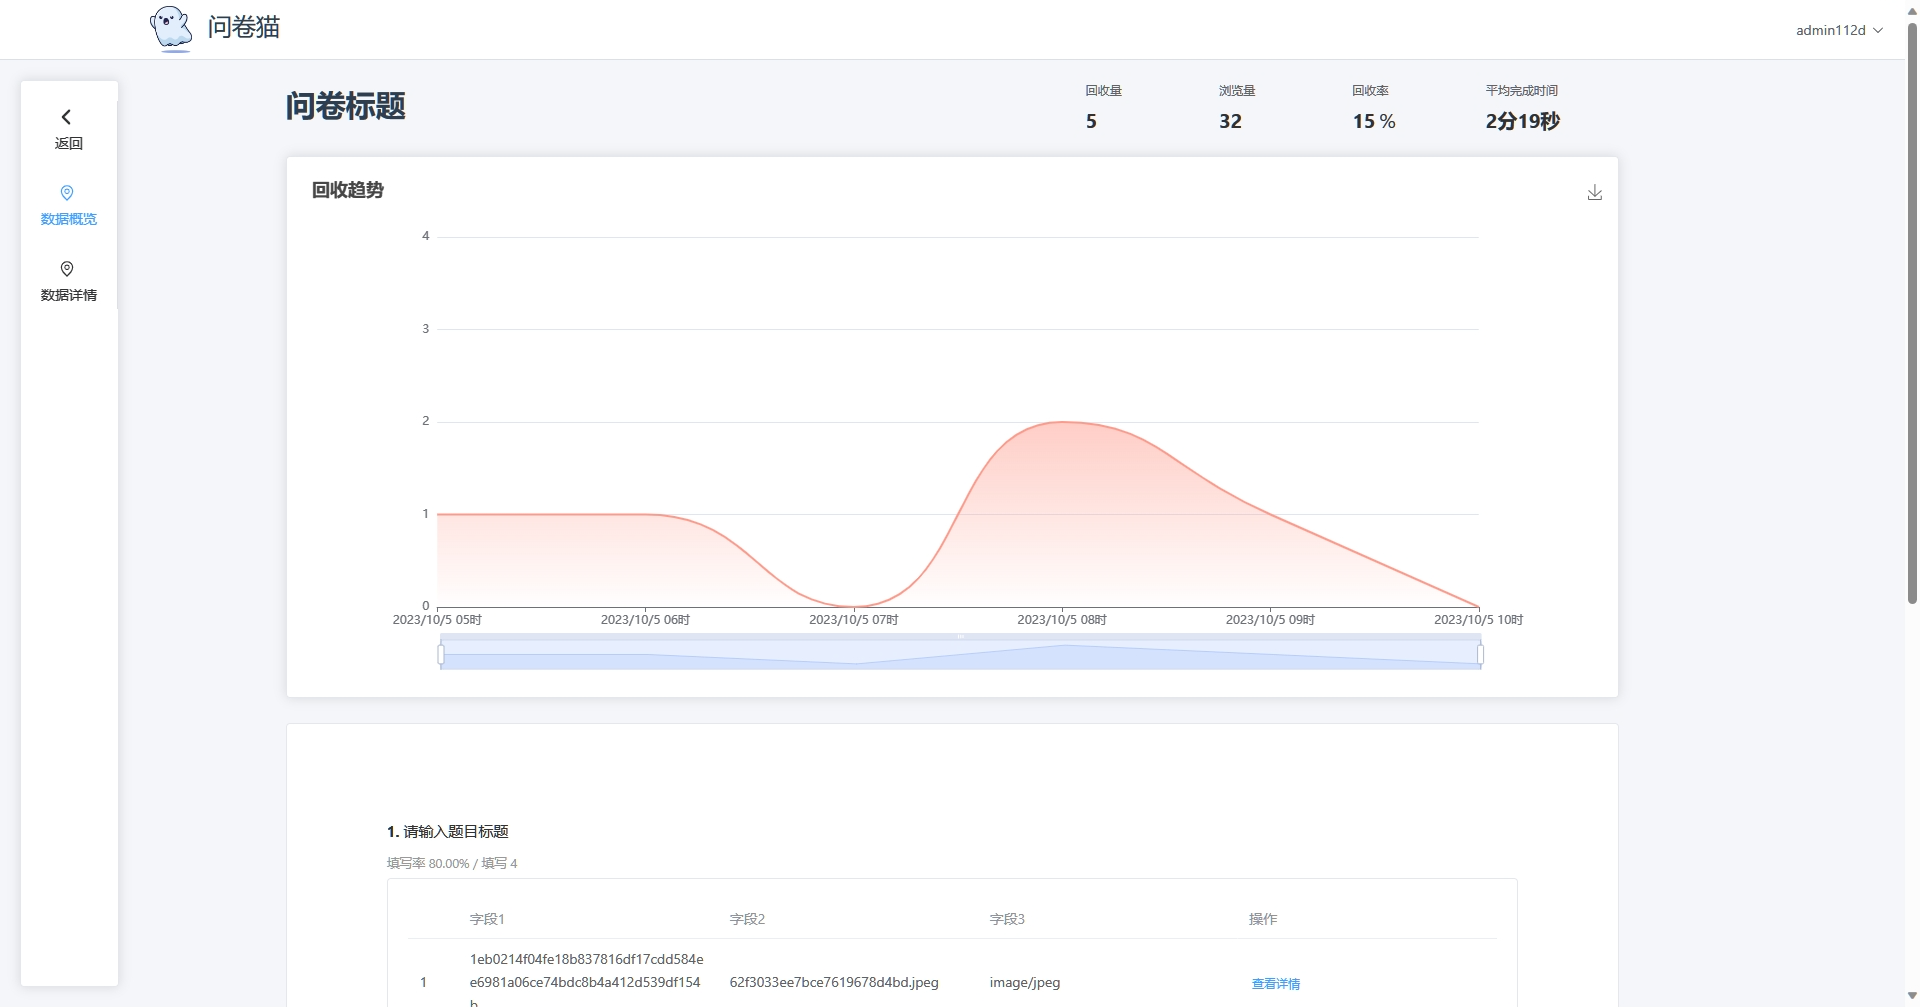 问卷猫
admin112d
返回
数据概览
数据详情
问卷标题
回收量
5
浏览量
32
回收率
15 %
平均完成时间
2分19秒
回收趋势
4
3
2
1
0
2023/10/5 05时
2023/10/5 06时
2023/10/5 07时
2023/10/5 08时
2023/10/5 09时
2023/10/5 10时
1. 请输入题目标题
填写率 80.00% / 填写 4
字段1 字段2 字段3 操作
1eb0214f04fe18b837816df17cdd584e
1 e6981a06ce74bdc8b4a412d539df154 62f3033ee7bce7619678d4bd.jpeg image/jpeg 查看详情